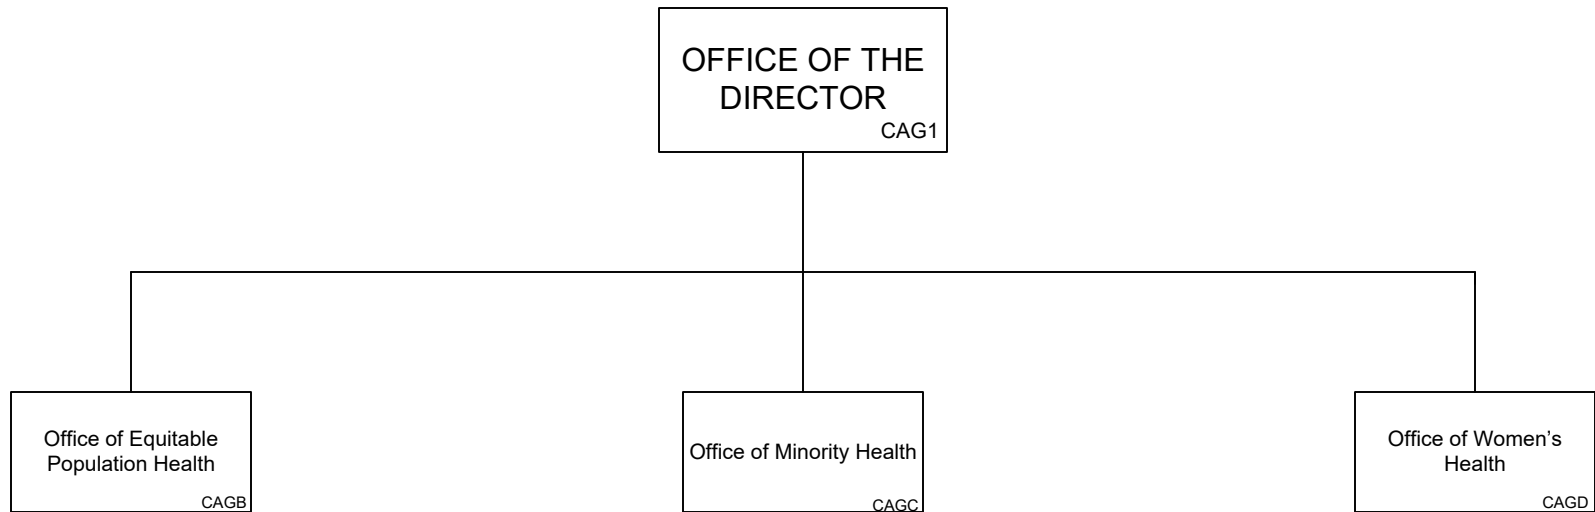 OFFICE OF THE
DIRECTOR
CAG1
Office of Equitable
Population Health
CAGB
Office of Minority Health
CAGC
Office of Women’s
Health
CAGD